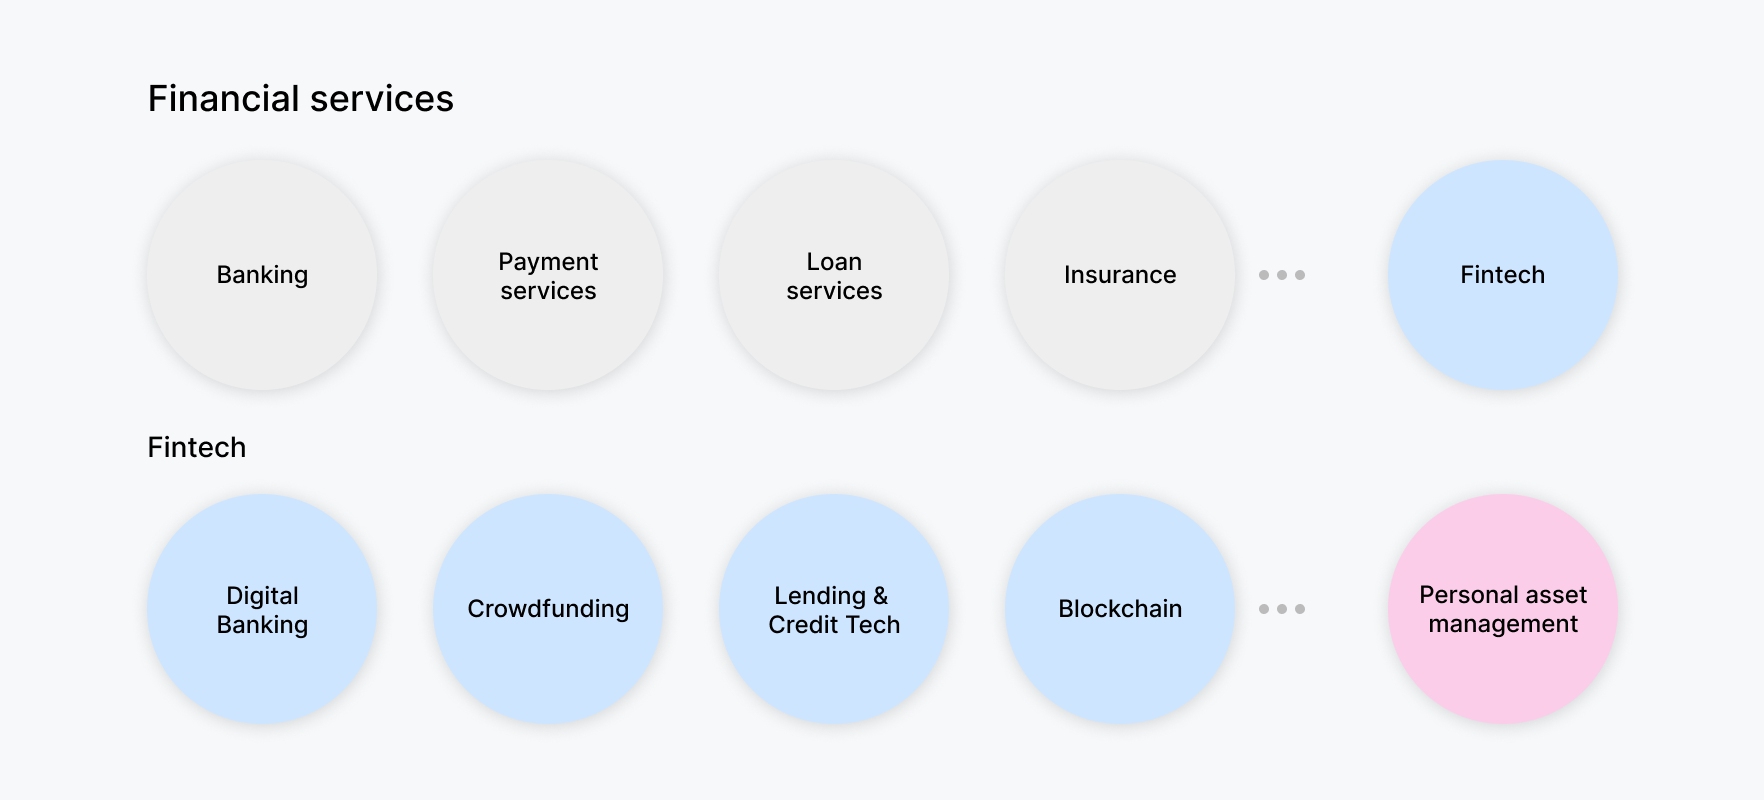 Financial services
Banking
Payment
services
Loan
services
Insurance
Fintech
Fintech
Digital
Banking
Crowdfunding
Lending &
Credit Tech
Blockchain
Personal asset
management